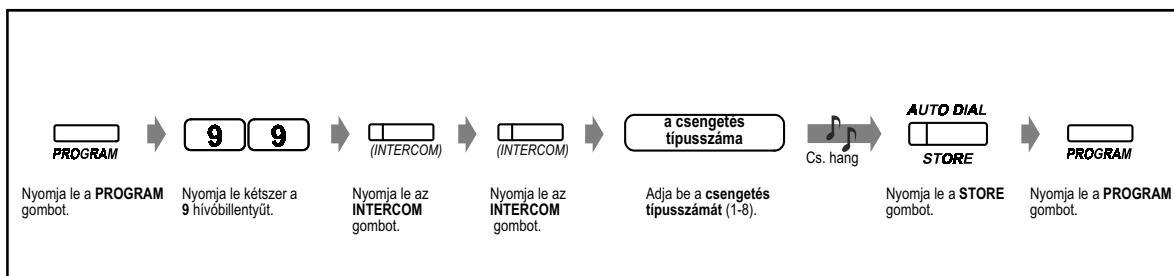 PROGRAM
9 9
(INTERCOM)
(INTERCOM)
a csengetés
típusszáma
Cs. hang
AUTO DIAL
STORE
PROGRAM
Nyomja le a PROGRAM
gombot.
Nyomja le kétszer a
9 hívóbillentyűt.
Nyomja le az
INTERCOM
gombot.
Nyomja le az
INTERCOM
gombot.
Adja be a csengetés
típusszámát (1-8).
Nyomja le a STORE
gombot.
Nyomja le a PROGRAM
gombot.